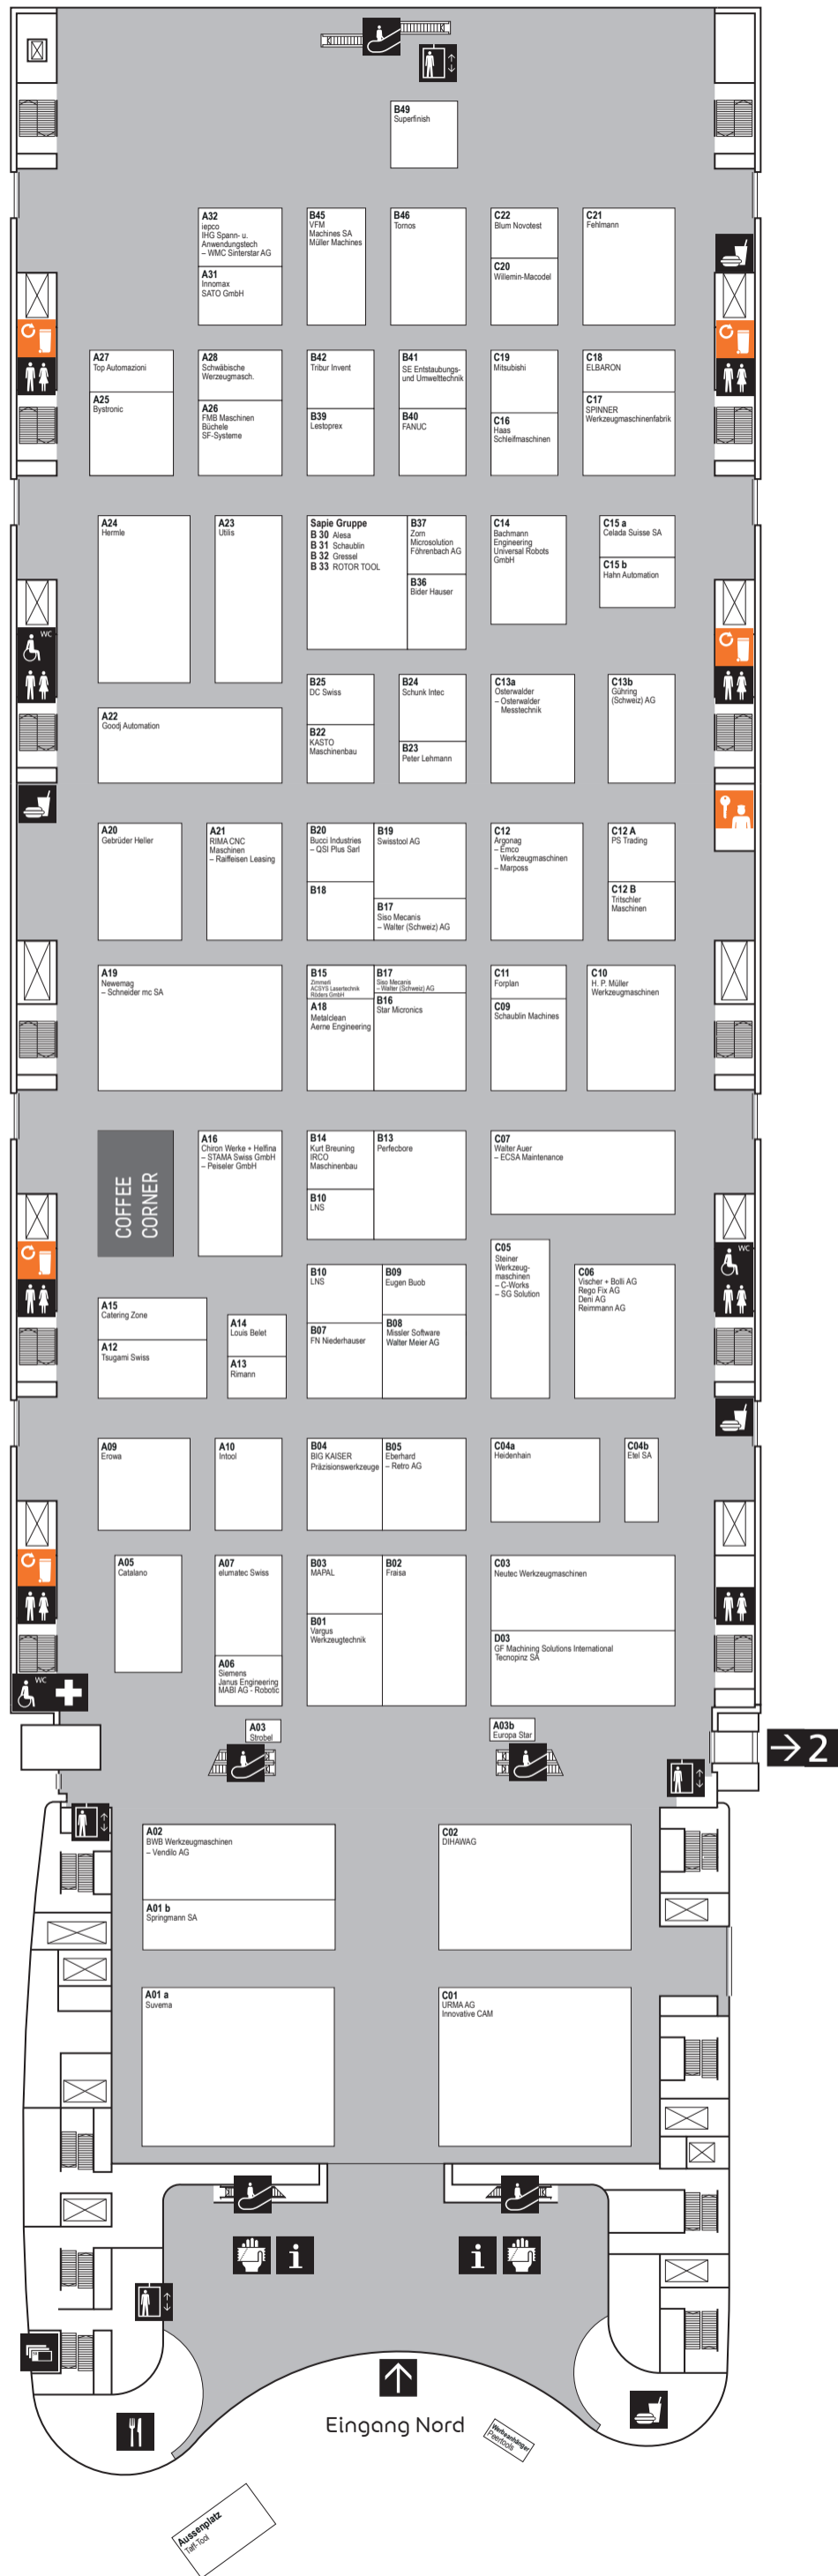 B49
Superfinish
A32
iepco
IHG Spann- u.
Anwendungstech
– WMC Sinterstar AG
A31
Innomax
SATO GmbH
B45
VFM
Machines SA
Müller Machines
B46
Tornos
C22
Blum Novotest
C20
Willemin-Macodel
C21
Fehlmann
A27
Top Automazioni
A25
Bystronic
A28
Schwäbische
Werzeugmasch.
A26
FMB Maschinen
Büchele
SF-Systeme
B42
Tribur Invent
B39
Lestoprex
B41
SE Entstaubungs-
und Umwelttechnik
B40
FANUC
C19
Mitsubishi
C16
Haas
Schleifmaschinen
C18
ELBARON
C17
SPINNER
Werkzeugmaschinenfabrik
A24
Hermle
A23
Utilis
Sapie Gruppe
B 30 Alesa
B 31 Schaublin
B 32 Gressel
B 33 ROTOR TOOL
B37
Zorn
Microsolution
Föhrenbach AG
B36
Bider Hauser
C14
Bachmann
Engineering
Universal Robots
GmbH
C15 a
Celada Suisse SA
C15 b
Hahn Automation
WC
A22
Goodj Automation
B25
DC Swiss
B22
KASTO
Maschinenbau
B24
Schunk Intec
B23
Peter Lehmann
C13a
Osterwalder
– Osterwalder
Messtechnik
C13b
Gühring
(Schweiz) AG
A20
Gebrüder Heller
A21
RIMA CNC
Maschinen
– Raiffeisen Leasing
B20
Bucci Industries
– QSI Plus Sarl
B18
B19
Swisstool AG
B17
Siso Mecanis
– Walter (Schweiz) AG
C12
Argonag
– Emco
Werkzeugmaschinen
– Marposs
C12 A
PS Trading
C12 B
Tritschler
Maschinen
A19
Newemag
– Schneider mc SA
B15
Zimmerli
ACSYS Lasertechnik
Röders GmbH
A18
Metalclean
Aerne Engineering
B17
Siso Mecanis
– Walter (Schweiz) AG
B16
Star Micronics
C11
Forplan
C09
Schaublin Machines
C10
H. P. Müller
Werkzeugmaschinen
COFFEE
CORNER
A16
Chiron Werke + Helfina
– STAMA Swiss GmbH
– Peiseler GmbH
B14
Kurt Breuning
IRCO
Maschinenbau
B10
LNS
B13
Perfecbore
C07
Walter Auer
– ECSA Maintenance
WC
A15
Catering Zone
A12
Tsugami Swiss
A14
Louis Belet
A13
Rimann
B10
LNS
B07
FN Niederhauser
B09
Eugen Buob
B08
Missler Software
Walter Meier AG
C05
Steiner
Werkzeug-
maschinen
– C-Works
– SG Solution
C06
Vischer + Bolli AG
Rego Fix AG
Deni AG
Reimmann AG
A09
Erowa
A10
Intool
B04
BIG KAISER
Präzisionswerkzeuge
B05
Eberhard
– Retro AG
C04a
Heidenhain
C04b
Etel SA
A05
Catalano
A07
elumatec Swiss
A06
Siemens
Janus Engineering
MABI AG - Robotic
B03
MAPAL
B01
Vargus
Werkzeugtechnik
B02
Fraisa
C03
Neutec Werkzeugmaschinen
D03
GF Machining Solutions International
Tecnopinz SA
WC
A03
Strobel
A03b
Europa Star
→2
A02
BWB Werkzeugmaschinen
– Vendilo AG
A01 b
Springmann SA
C02
DIHAWAG
A01 a
Suvema
C01
URMA AG
Innovative CAM
i
i
Eingang Nord
Werbeanhänger
Peertools
Aussenplatz
Taff-Tool